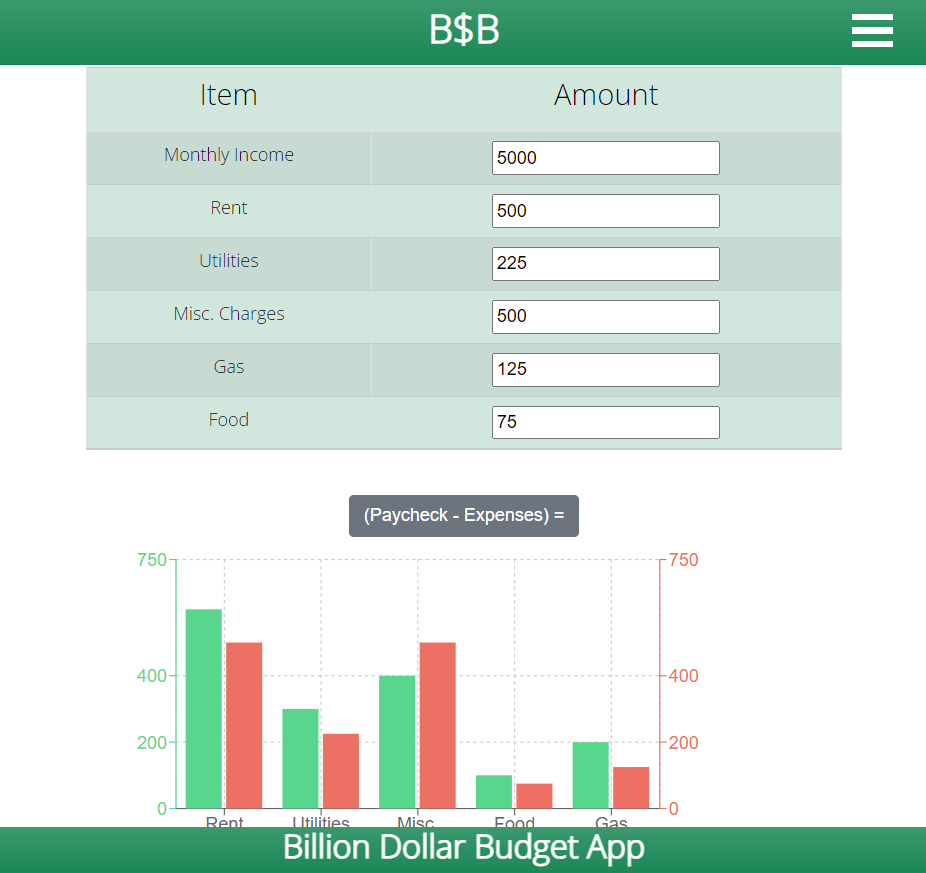 B$B
Item Amount
Monthly Income 5000
Rent 500
Utilities 225
Misc. Charges 500
Gas 125
Food 75
(Paycheck - Expenses) =
750 750
400 400
200 200
0 0
Rent Utilities Misc. Food Gas
Billion Dollar Budget App